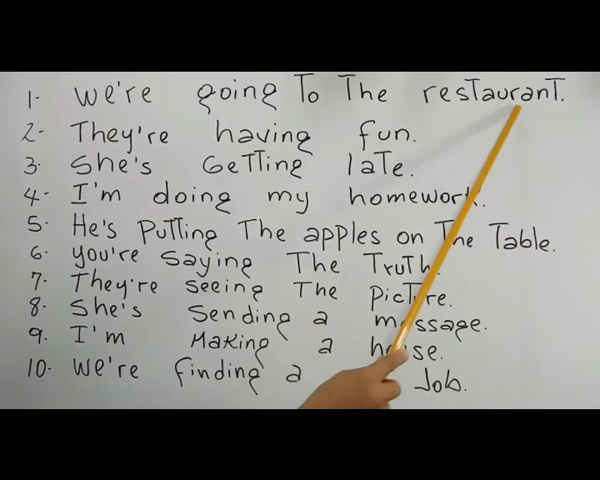 1- We're going To The resTauranT.
2- They're having fun.
3- She's GeTTing laTe.
4- I'm doing my homework.
5- He's puTTing The apples on The Table.
6- you're saying The TruTh.
7- They're seeing The picTure.
8- She's sending a message.
9- I'm Making a house.
10- We're finding a Job.